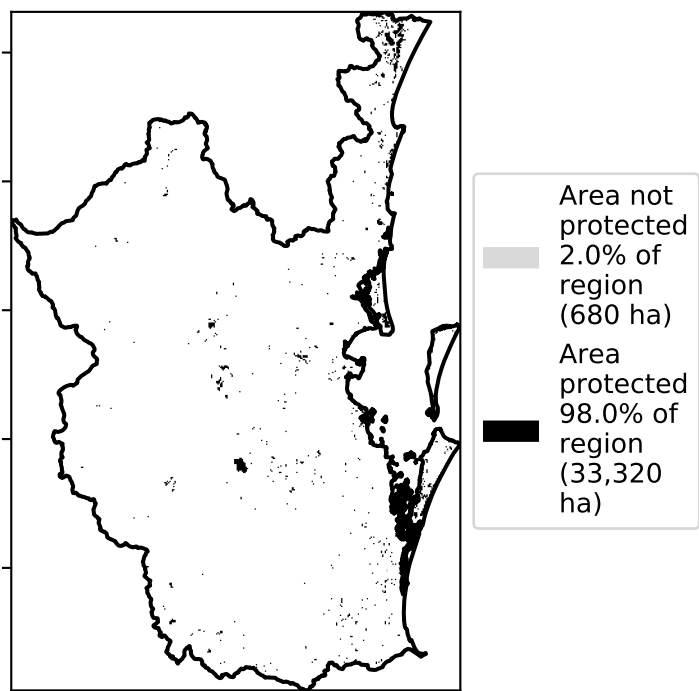 Area not
protected
2.0% of
region
(680 ha)
Area
protected
98.0% of
region
(33,320
ha)